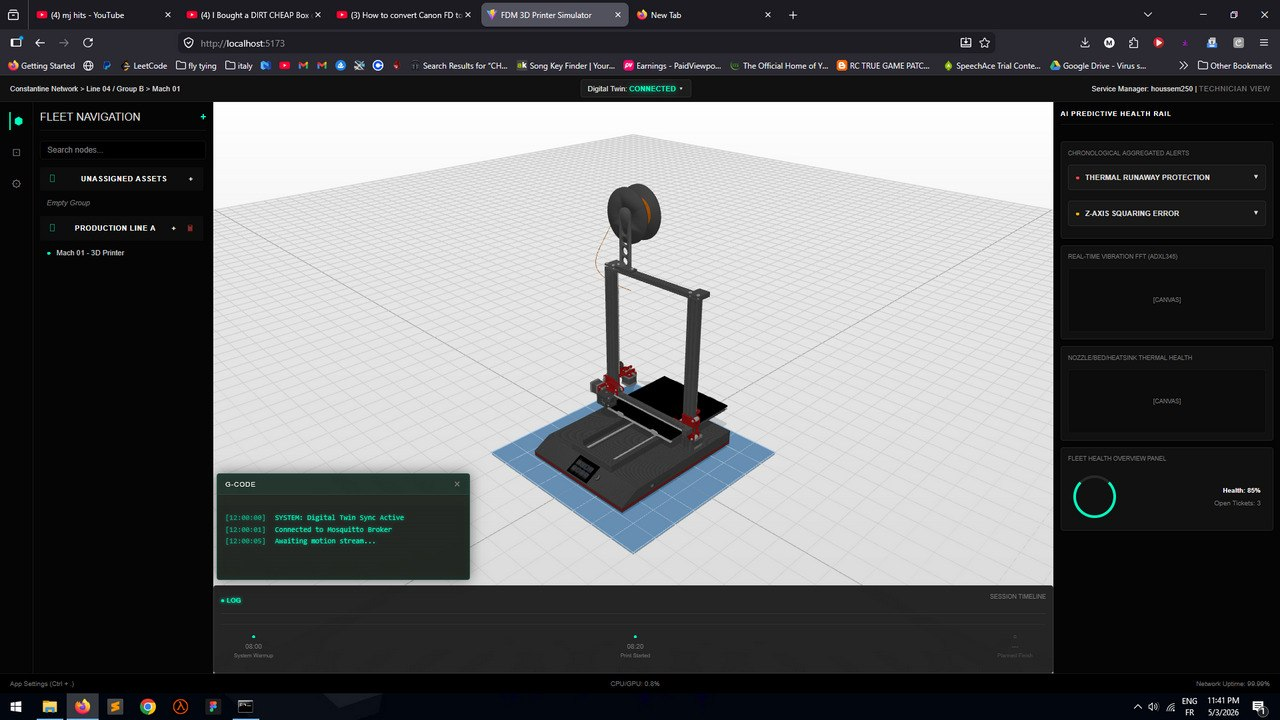 (4) mj hits - YouTube
(4) I Bought a DIRT CHEAP Box
(3) How to convert Canon FD to
FDM 3D Printer Simulator
New Tab
http://localhost:5173
Getting Started
LeetCode
fly tying
italy
Search Results for "CH...
Song Key Finder | Your...
Earnings - PaidViewpo...
The Official Home of Y...
RC TRUE GAME PATC...
SpeechAce Trial Conte...
Google Drive - Virus s...
Other Bookmarks
Constantine Network > Line 04 / Group B > Mach 01
Digital Twin: CONNECTED
Service Manager: houssem250 | TECHNICIAN VIEW
FLEET NAVIGATION
+
Search nodes...
UNASSIGNED ASSETS +
Empty Group
PRODUCTION LINE A +
Mach 01 - 3D Printer
AI PREDICTIVE HEALTH RAIL
CHRONOLOGICAL AGGREGATED ALERTS
THERMAL RUNAWAY PROTECTION
Z-AXIS SQUARING ERROR
REAL-TIME VIBRATION FFT (ADXL345)
[CANVAS]
NOZZLE/BED/HEATSINK THERMAL HEALTH
[CANVAS]
FLEET HEALTH OVERVIEW PANEL
Health: 85%
Open Tickets: 3
G-CODE
[12:00:00] SYSTEM: Digital Twin Sync Active
[12:00:01] Connected to Mosquitto Broker
[12:00:05] Awaiting motion stream...
LOG
SESSION TIMELINE
08:00
System Warmup
08:20
Print Started
Planned Finish
App Settings (Ctrl + .)
CPU/GPU: 0.8%
Network Uptime: 99.99%
ENG
FR
11:41 PM
5/3/2026
1